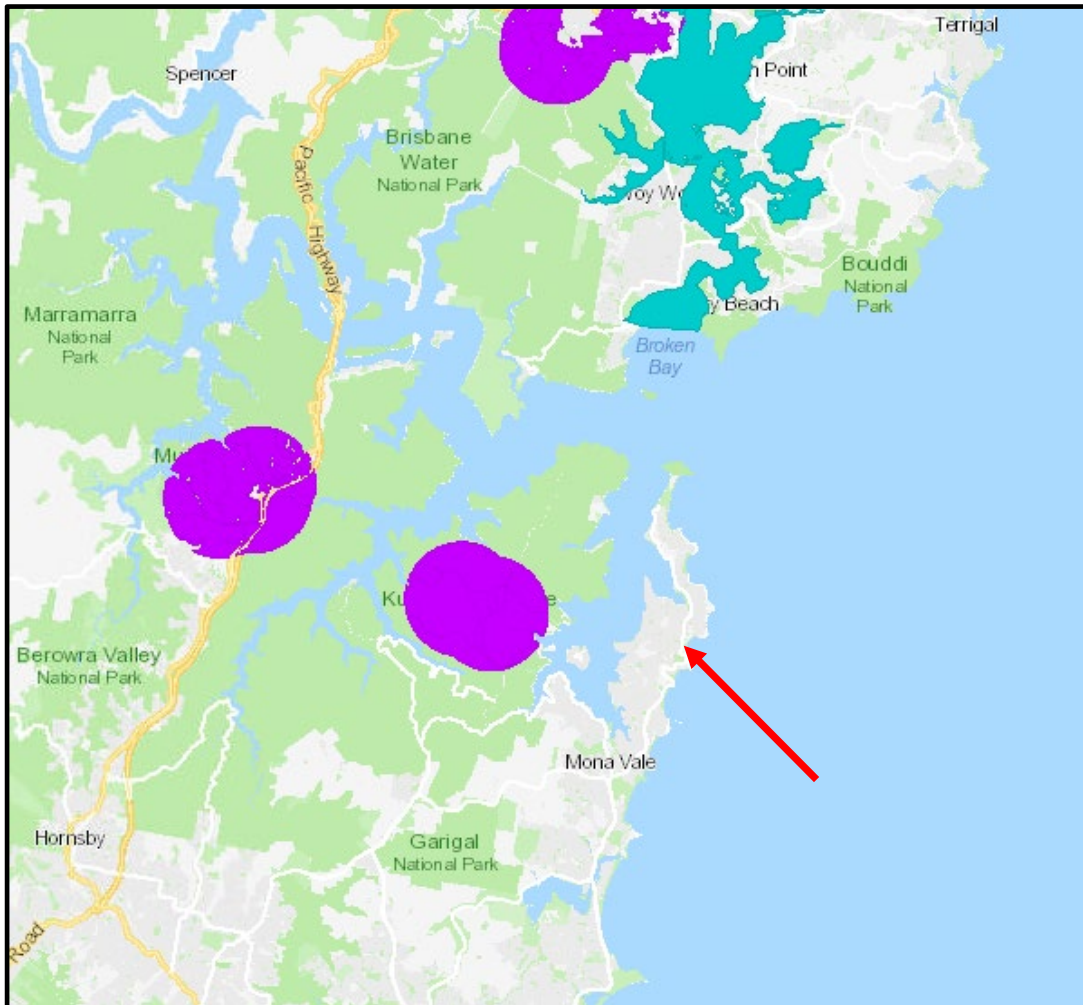 Terrigal
Spencer
Point
Brisbane
Water
National Park
Pacific Highway
Bouddi
National
Park
Beach
Marramarra
National
Park
Broken
Bay
Berowra Valley
National Park
Mona Vale
Hornsby
Garigal
National Park
Road